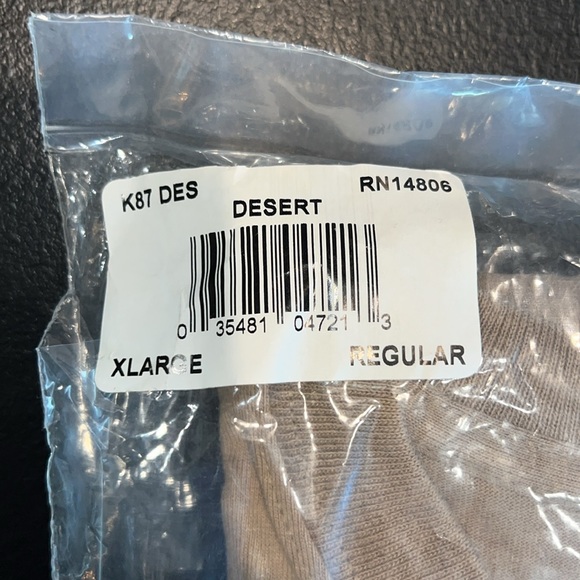 K87 DES RN14806
DESERT
0 35481 04721 3
XLARGE REGULAR